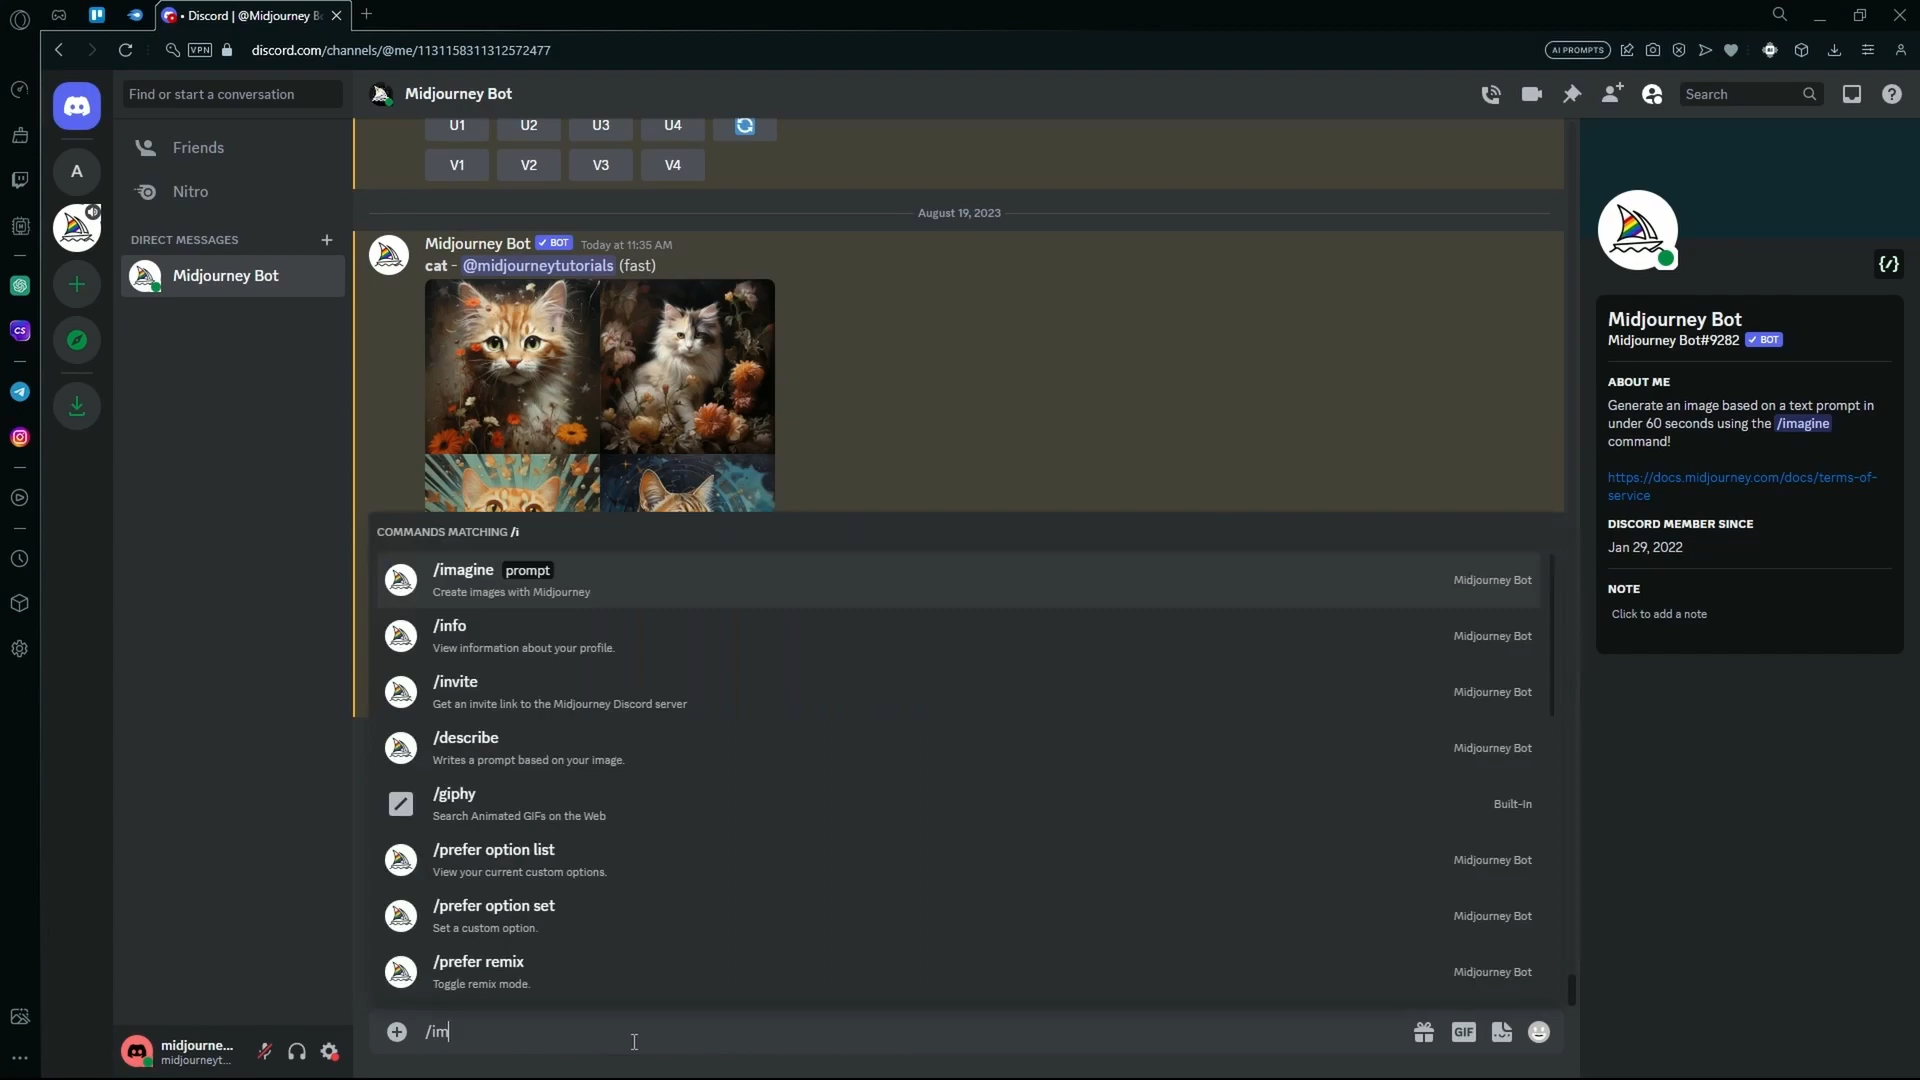 • Discord | @Midjourney B
VPN
discord.com/channels/@me/1131158311312572477
AI PROMPTS
Find or start a conversation
Friends
Nitro
DIRECT MESSAGES
Midjourney Bot
A
CS
midjourne...
midjourneyt...
Midjourney Bot
Search
U1 U2 U3 U4
V1 V2 V3 V4
August 19, 2023
Midjourney Bot ✔ BOT Today at 11:35 AM
cat - @midjourneytutorials (fast)
COMMANDS MATCHING /i
/imagine prompt
Create images with Midjourney
Midjourney Bot
/info
View information about your profile.
Midjourney Bot
/invite
Get an invite link to the Midjourney Discord server
Midjourney Bot
/describe
Writes a prompt based on your image.
Midjourney Bot
/giphy
Search Animated GIFs on the Web
Built-In
/prefer option list
View your current custom options.
Midjourney Bot
/prefer option set
Set a custom option.
Midjourney Bot
/prefer remix
Toggle remix mode.
Midjourney Bot
/im
GIF
Midjourney Bot
Midjourney Bot#9282 ✔ BOT
ABOUT ME
Generate an image based on a text prompt in
under 60 seconds using the /imagine
command!
https://docs.midjourney.com/docs/terms-of-
service
DISCORD MEMBER SINCE
Jan 29, 2022
NOTE
Click to add a note